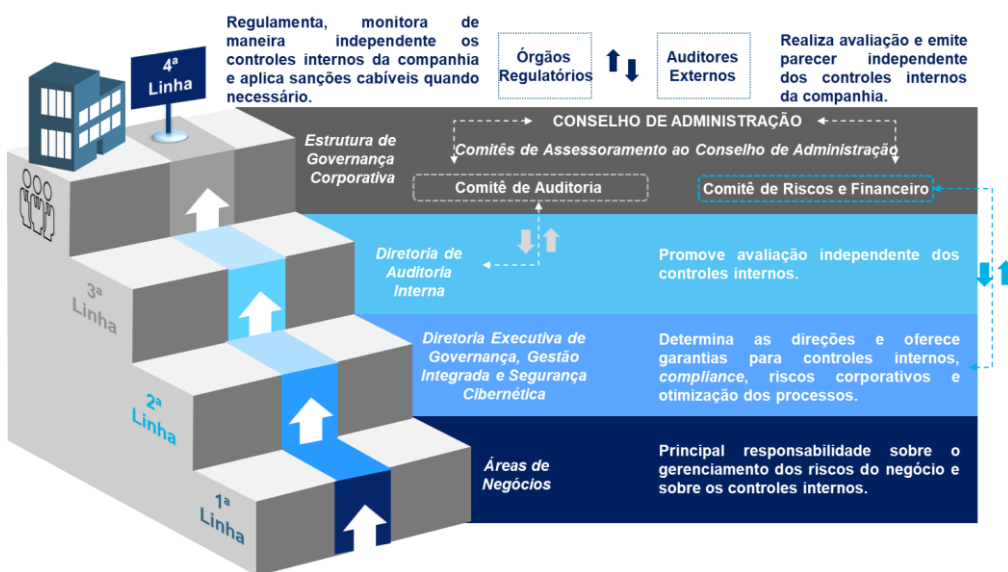 Regulamenta, monitora de
maneira independente os
controles internos da companhia
e aplica sanções cabíveis quando
necessário.
Órgãos
Regulatórios
Auditores
Externos
Realiza avaliação e emite
parecer independente
dos controles internos
da companhia.
4ª
Linha
Estrutura de
Governança
Corporativa
CONSELHO DE ADMINISTRAÇÃO
Comitês de Assessoramento ao Conselho de Administração
Comitê de Auditoria
Comitê de Riscos e Financeiro
3ª
Linha
Diretoria de
Auditoria
Interna
Promove avaliação independente dos
controles internos.
2ª
Linha
Diretoria Executiva de
Governança, Gestão
Integrada e Segurança
Cibernética
Determina as direções e oferece
garantias para controles internos,
compliance, riscos corporativos e
otimização dos processos.
1ª
Linha
Áreas de
Negócios
Principal responsabilidade sobre o
gerenciamento dos riscos do negócio e
sobre os controles internos.